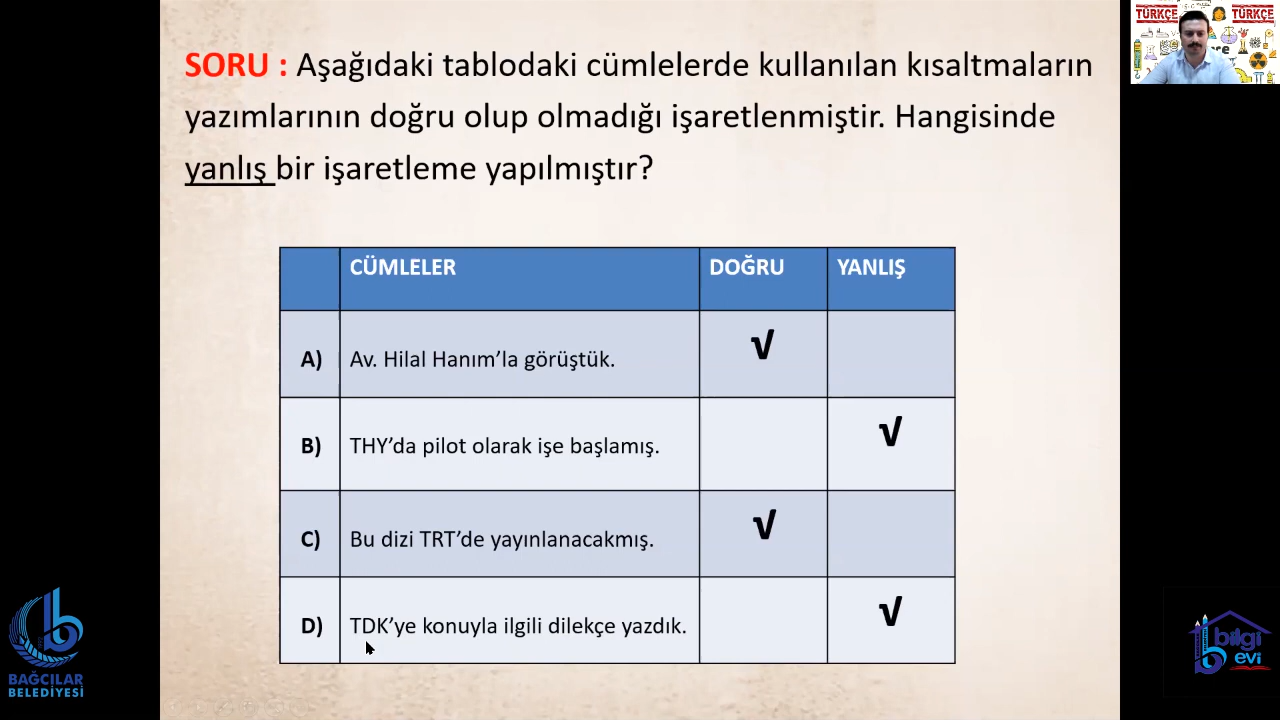 SORU : Aşağıdaki tablodaki cümlelerde kullanılan kısaltmaların
yazımlarının doğru olup olmadığı işaretlenmiştir. Hangisinde
yanlış bir işaretleme yapılmıştır?
CÜMLELER DOĞRU YANLIŞ
A) Av. Hilal Hanım’la görüştük. √
B) THY’da pilot olarak işe başlamış. √
C) Bu dizi TRT’de yayınlanacakmış. √
D) TDK’ye konuyla ilgili dilekçe yazdık. √
TÜRKÇE TÜRKÇE
BAĞCILAR
BELEDİYESİ
bilgi
evi